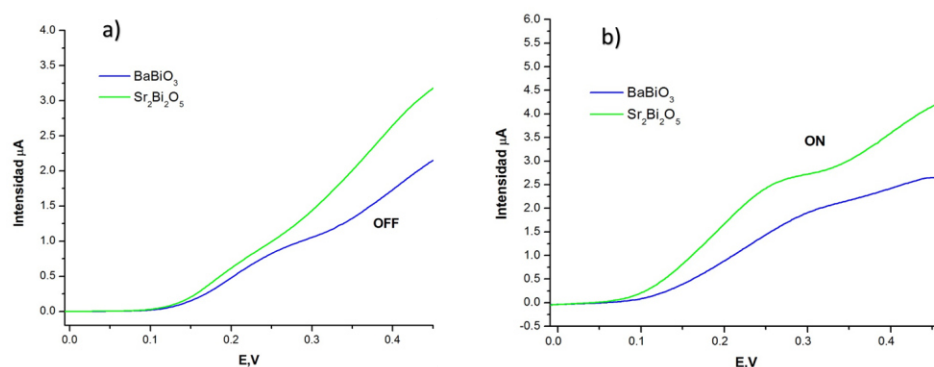 a)
4.0
3.5
3.0
2.5
2.0
1.5
1.0
0.5
0.0
Intensidad µA
BaBiO₃
Sr₂Bi₂O₅
OFF
0.0 0.1 0.2 0.3 0.4
E,V
b)
6.0
5.5
5.0
4.5
4.0
3.5
3.0
2.5
2.0
1.5
1.0
0.5
0.0
-0.5
Intensidad µA
BaBiO₃
Sr₂Bi₂O₅
ON
0.0 0.1 0.2 0.3 0.4
E,V